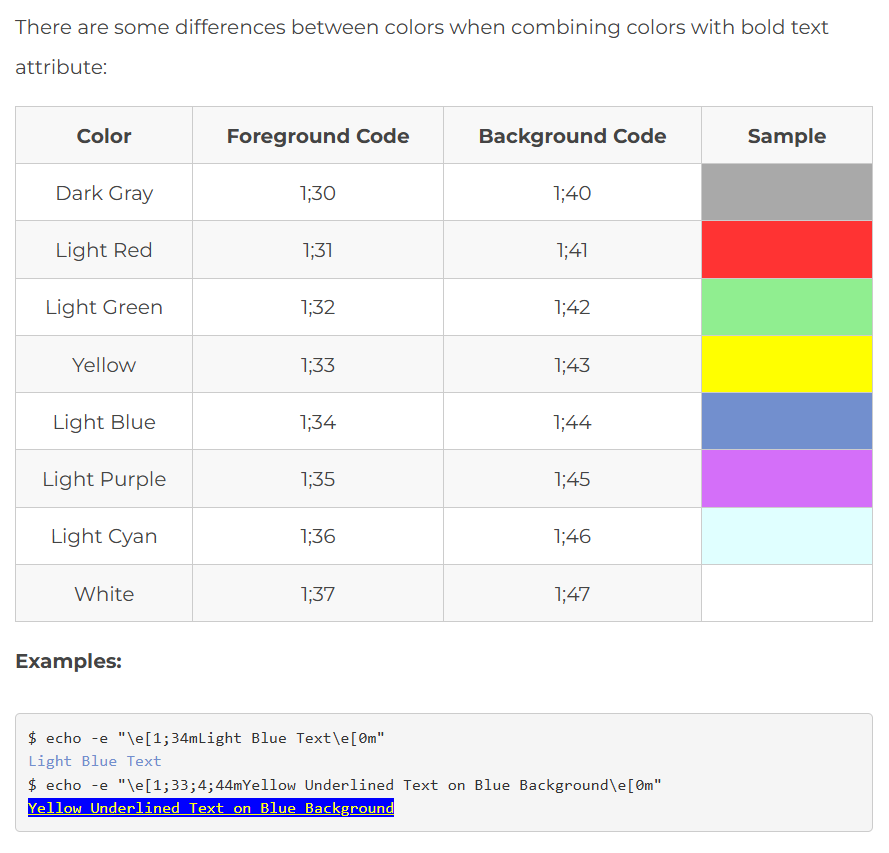 There are some differences between colors when combining colors with bold text
attribute:
Color Foreground Code Background Code Sample
Dark Gray 1;30 1;40
Light Red 1;31 1;41
Light Green 1;32 1;42
Yellow 1;33 1;43
Light Blue 1;34 1;44
Light Purple 1;35 1;45
Light Cyan 1;36 1;46
White 1;37 1;47
Examples:
$ echo -e "\e[1;34mLight Blue Text\e[0m"
Light Blue Text
$ echo -e "\e[1;33;4;44mYellow Underlined Text on Blue Background\e[0m"
Yellow Underlined Text on Blue Background